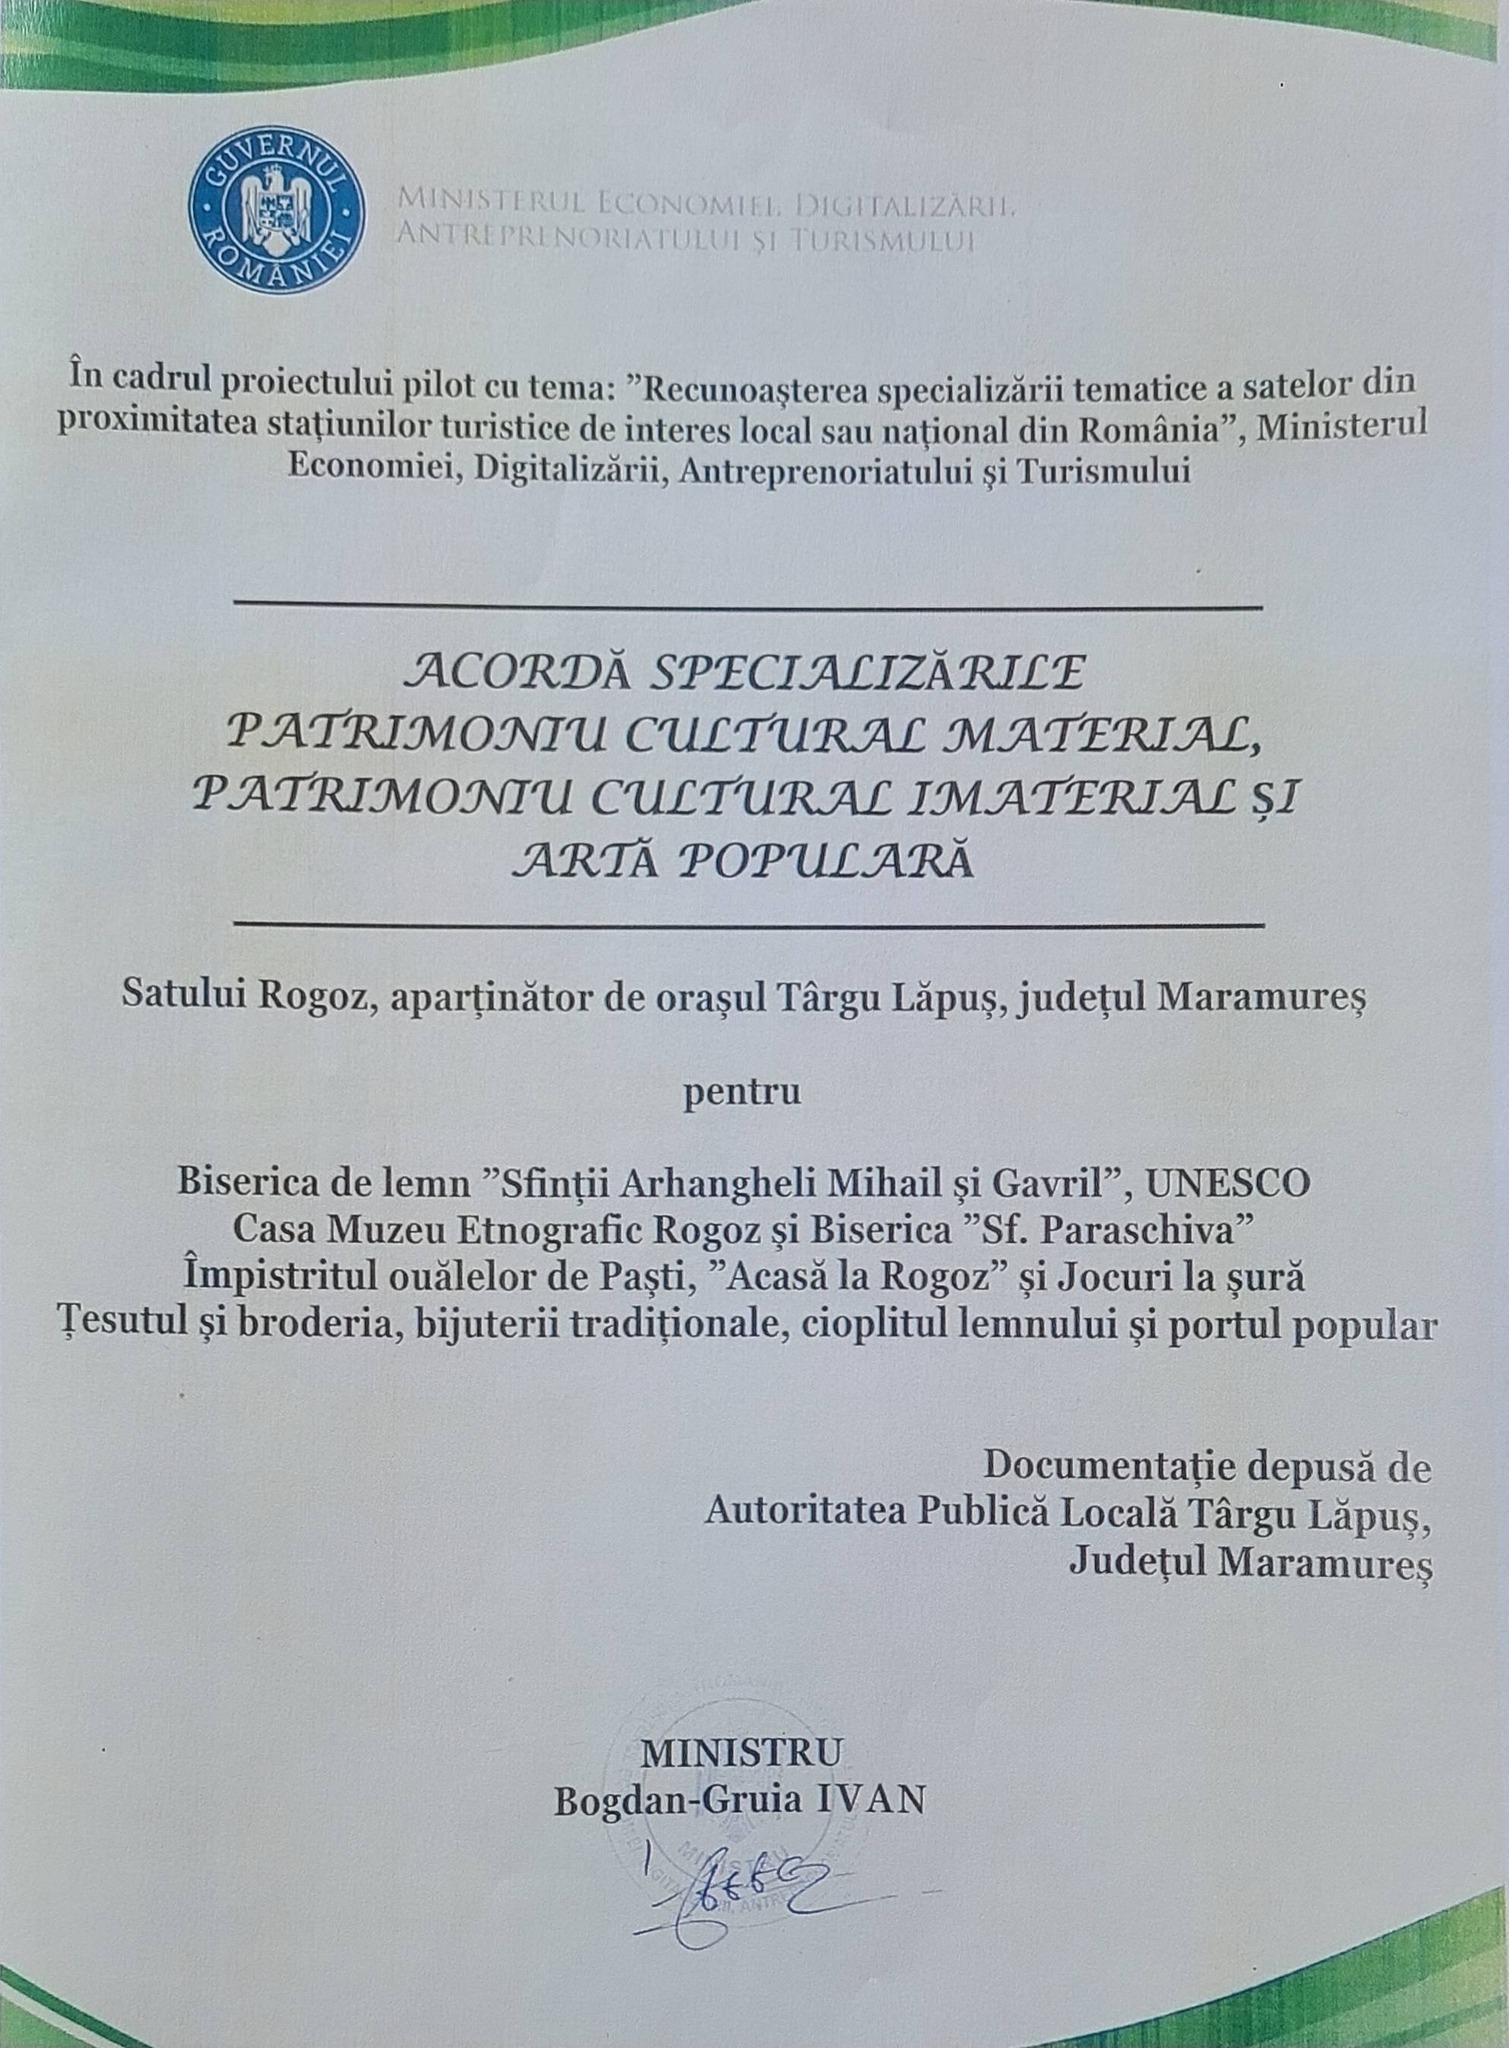 GUVERNUL ROMÂNIEI
MINISTERUL ECONOMIEI, DIGITALIZĂRII,
ANTREPRENORIATULUI ȘI TURISMULUI
În cadrul proiectului pilot cu tema: ”Recunoașterea specializării tematice a satelor din
proximitatea stațiunilor turistice de interes local sau național din România”, Ministerul
Economiei, Digitalizării, Antreprenoriatului și Turismului
ACORDĂ SPECIALIZĂRILE
PATRIMONIU CULTURAL MATERIAL,
PATRIMONIU CULTURAL IMATERIAL ȘI
ARTĂ POPULARĂ
Satului Rogoz, aparținător de orașul Târgu Lăpuș, județul Maramureș
pentru
Biserica de lemn ”Sfinții Arhangheli Mihail și Gavril”, UNESCO
Casa Muzeu Etnografic Rogoz și Biserica ”Sf. Paraschiva”
Împistritul ouălelor de Paști, ”Acasă la Rogoz” și Jocuri la șură
Țesutul și broderia, bijuterii tradiționale, cioplitul lemnului și portul popular
Documentație depusă de
Autoritatea Publică Locală Târgu Lăpuș,
Județul Maramureș
MINISTRU
Bogdan-Gruia IVAN
MINISTRU